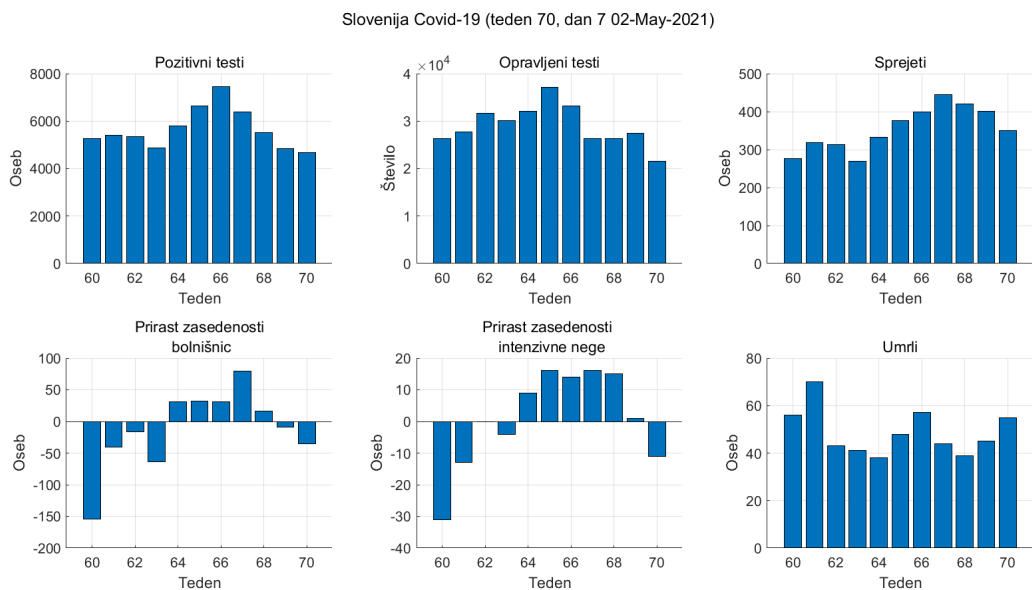 Slovenija Covid-19 (teden 70, dan 7 02-May-2021)
Pozitivni testi
8000
6000
4000
2000
0
Oseb
60 62 64 66 68 70
Teden
Opravljeni testi
×10⁴
4
3
2
1
0
Število
60 62 64 66 68 70
Teden
Sprejeti
500
400
300
200
100
0
Oseb
60 62 64 66 68 70
Teden
Prirast zasedenosti
bolnišnic
100
50
0
-50
-100
-150
-200
Oseb
60 62 64 66 68 70
Teden
Prirast zasedenosti
intenzivne nege
20
10
0
-10
-20
-30
-40
Oseb
60 62 64 66 68 70
Teden
Umrli
80
60
40
20
0
Oseb
60 62 64 66 68 70
Teden